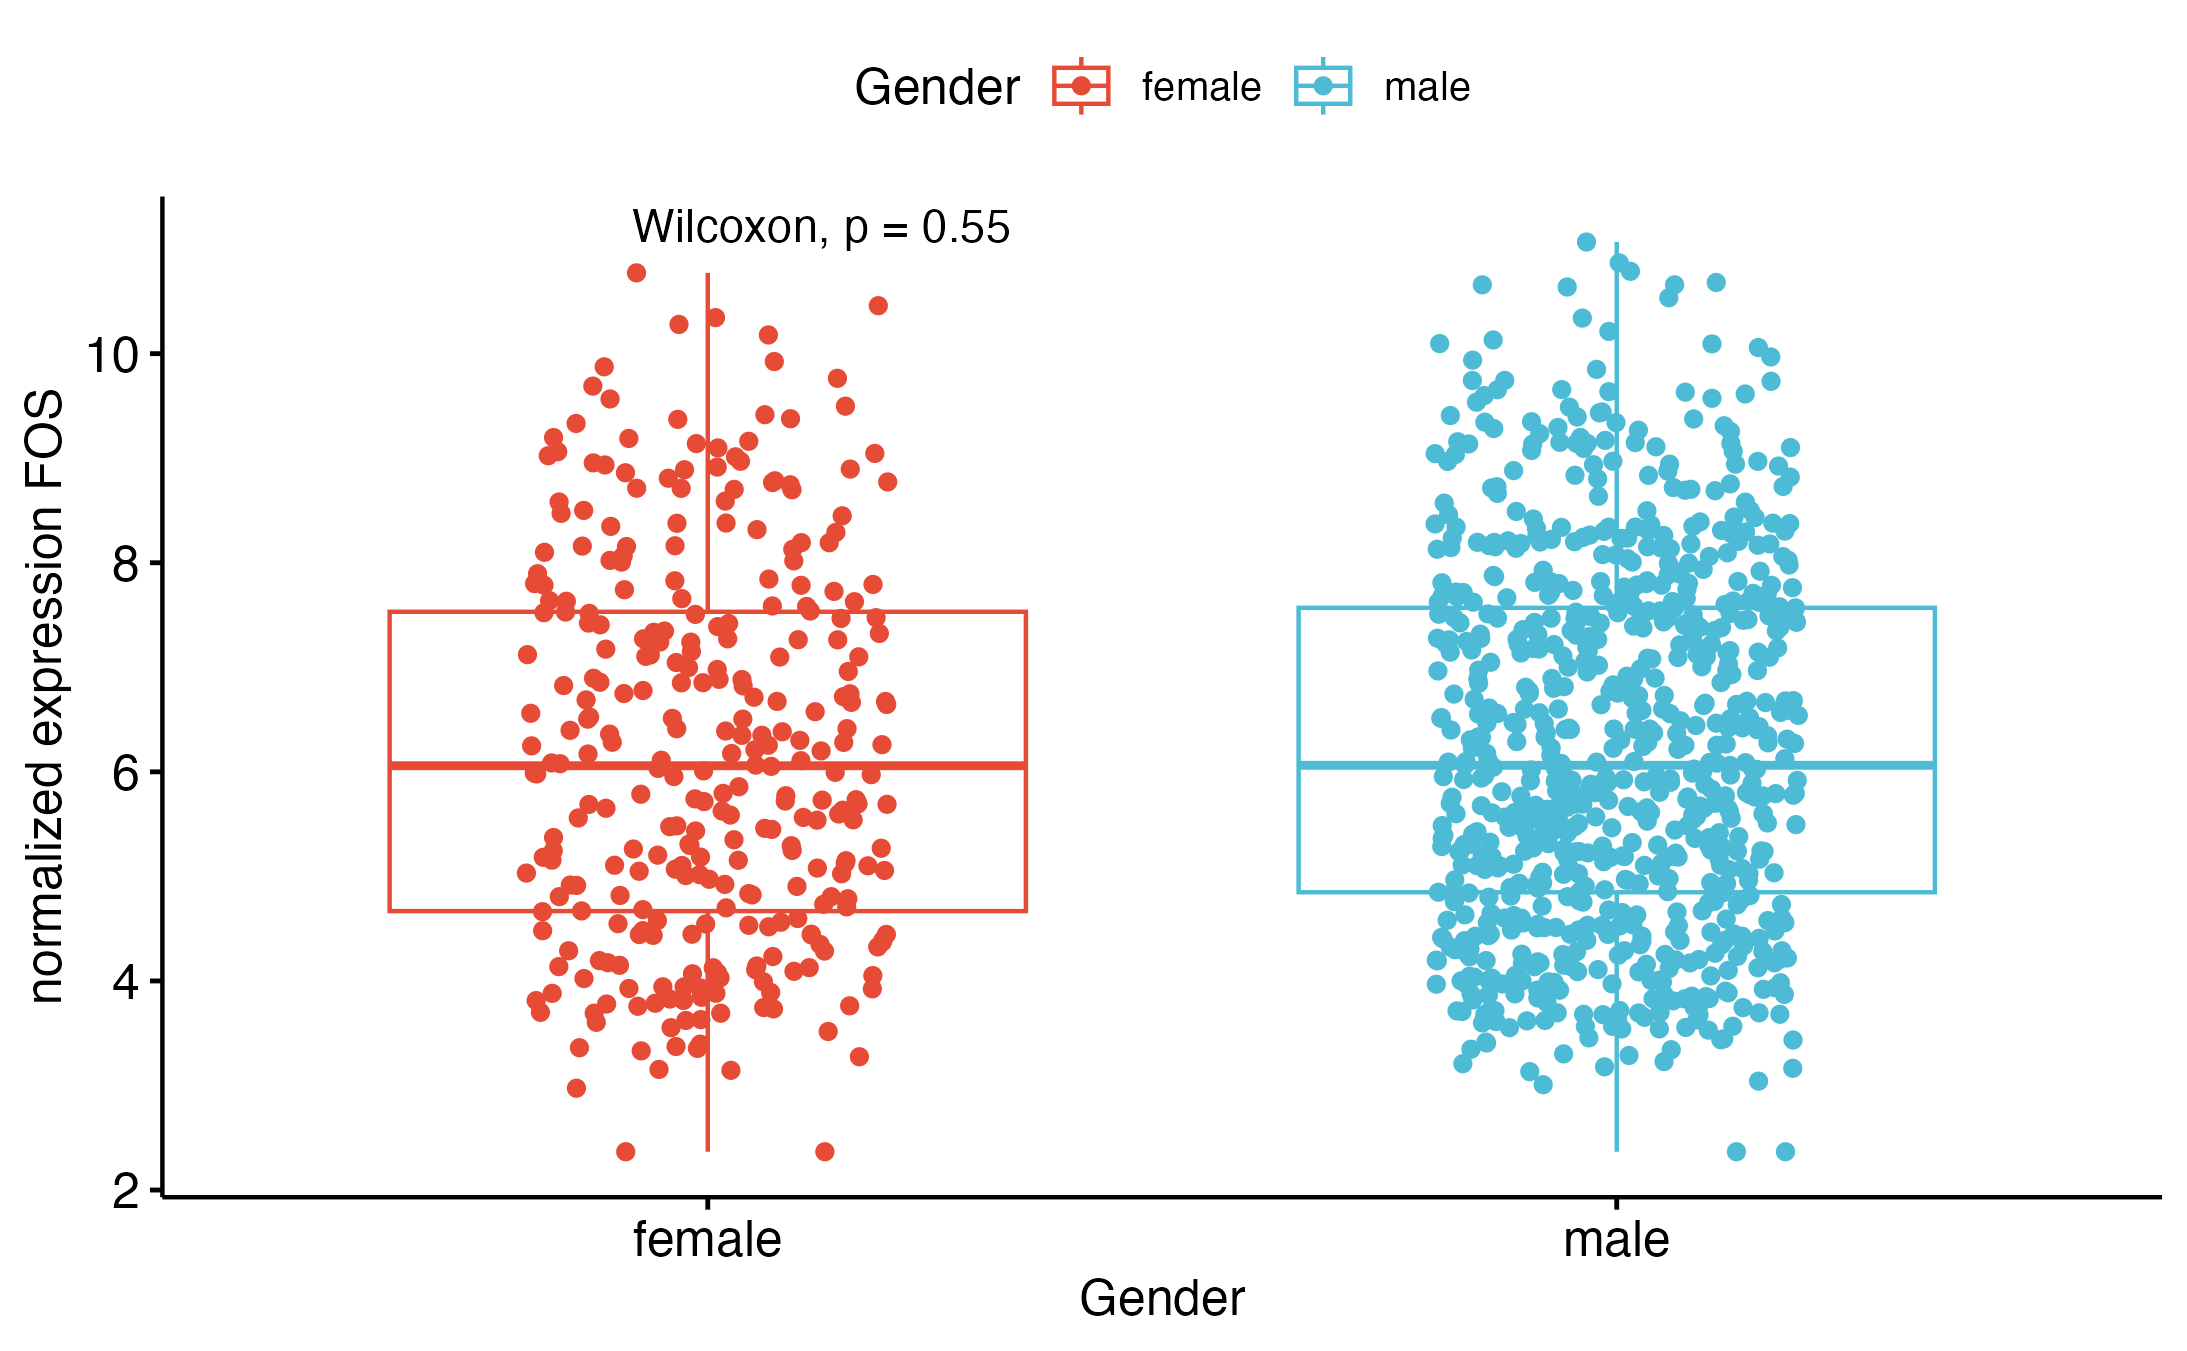 Gender female male
Wilcoxon, p = 0.55
normalized expression FOS
10
8
6
4
2
female male
Gender